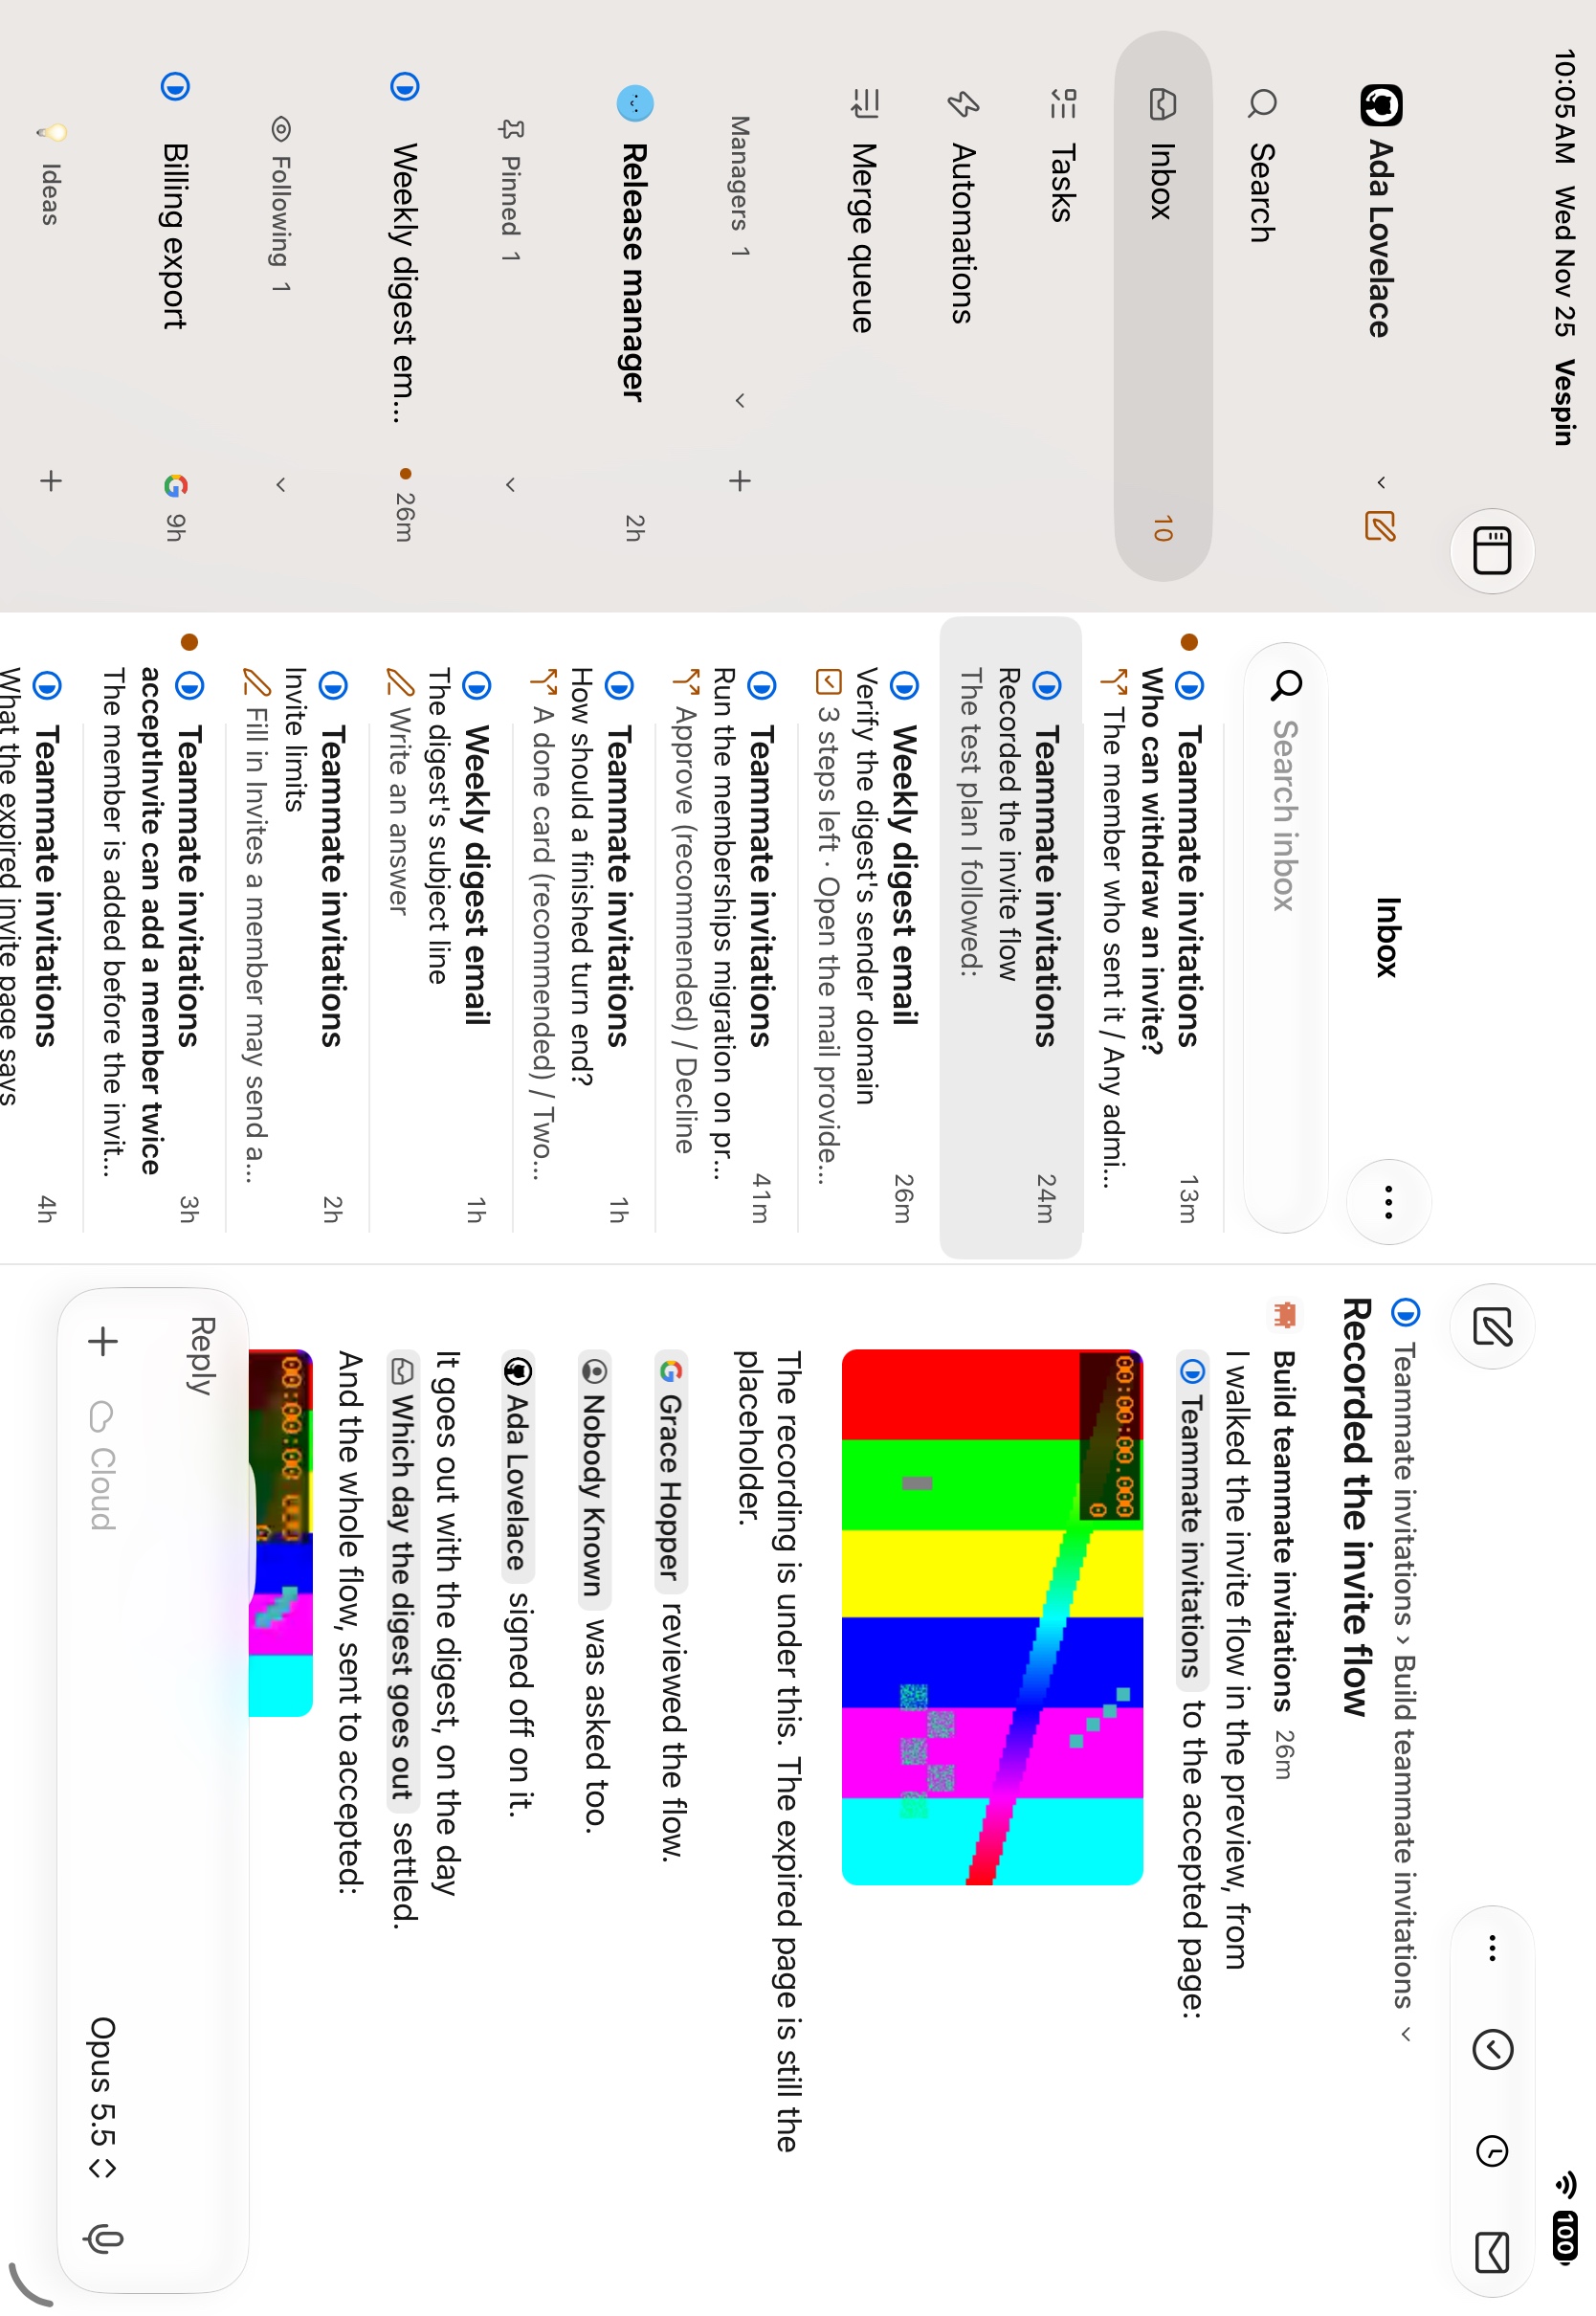 10:05 AM Wed Nov 25 Vespin
100
Ada Lovelace
Search
Inbox 10
Tasks
Automations
Merge queue
Managers 1
Release manager 2h
Pinned 1
Weekly digest em... 26m
Following 1
Billing export 9h
Ideas
Inbox
Search inbox
Teammate invitations 13m
Who can withdraw an invite?
The member who sent it / Any admi...
Teammate invitations 24m
Recorded the invite flow
The test plan I followed:
Weekly digest email 26m
Verify the digest's sender domain
3 steps left · Open the mail provide...
Teammate invitations 41m
Run the memberships migration on pr...
Approve (recommended) / Decline
Teammate invitations 1h
How should a finished turn end?
A done card (recommended) / Two...
Weekly digest email 1h
The digest's subject line
Write an answer
Teammate invitations 2h
Invite limits
Fill in Invites a member may send a...
Teammate invitations 3h
acceptInvite can add a member twice
The member is added before the invit...
Teammate invitations 4h
What the expired invite page says
Teammate invitations › Build teammate invitations
Recorded the invite flow
Build teammate invitations 26m
I walked the invite flow in the preview, from
Teammate invitations to the accepted page:
00:00:00.000
0
The recording is under this. The expired page is still the
placeholder.
Grace Hopper reviewed the flow.
Nobody Known was asked too.
Ada Lovelace signed off on it.
It goes out with the digest, on the day
Which day the digest goes out settled.
And the whole flow, sent to accepted:
00:00:00
Reply
Cloud
Opus 5.5